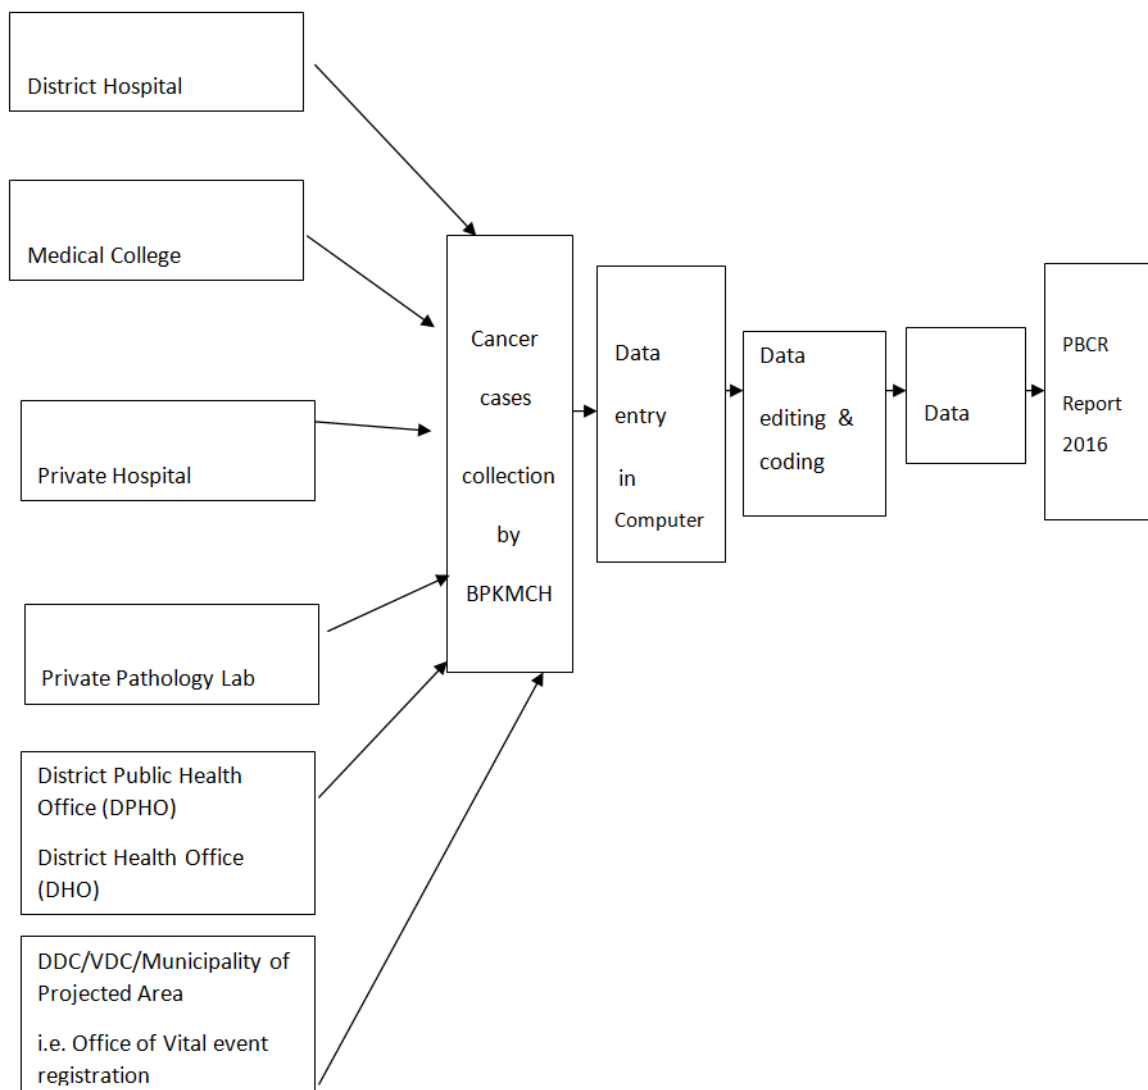 District Hospital
Medical College
Private Hospital
Private Pathology Lab
District Public Health
Office (DPHO)
District Health Office
(DHO)
DDC/VDC/Municipality of
Projected Area
i.e. Office of Vital event
registration
Cancer
cases
collection
by
BPKMCH
Data
entry
in
Computer
Data
editing &
coding
Data
PBCR
Report
2016